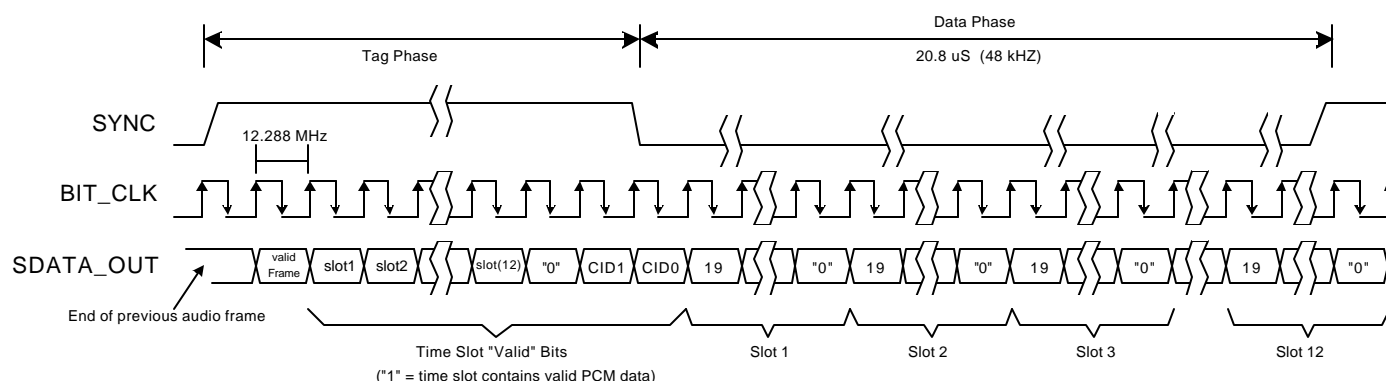 Data Phase
Tag Phase
20.8 uS (48 kHZ)
SYNC
12.288 MHz
BIT_CLK
SDATA_OUT
valid
Frame
slot1
slot2
slot(12)
"0"
CID1
CID0
19
"0"
19
"0"
19
"0"
19
"0"
End of previous audio frame
Time Slot "Valid" Bits
("1" = time slot contains valid PCM data)
Slot 1
Slot 2
Slot 3
Slot 12